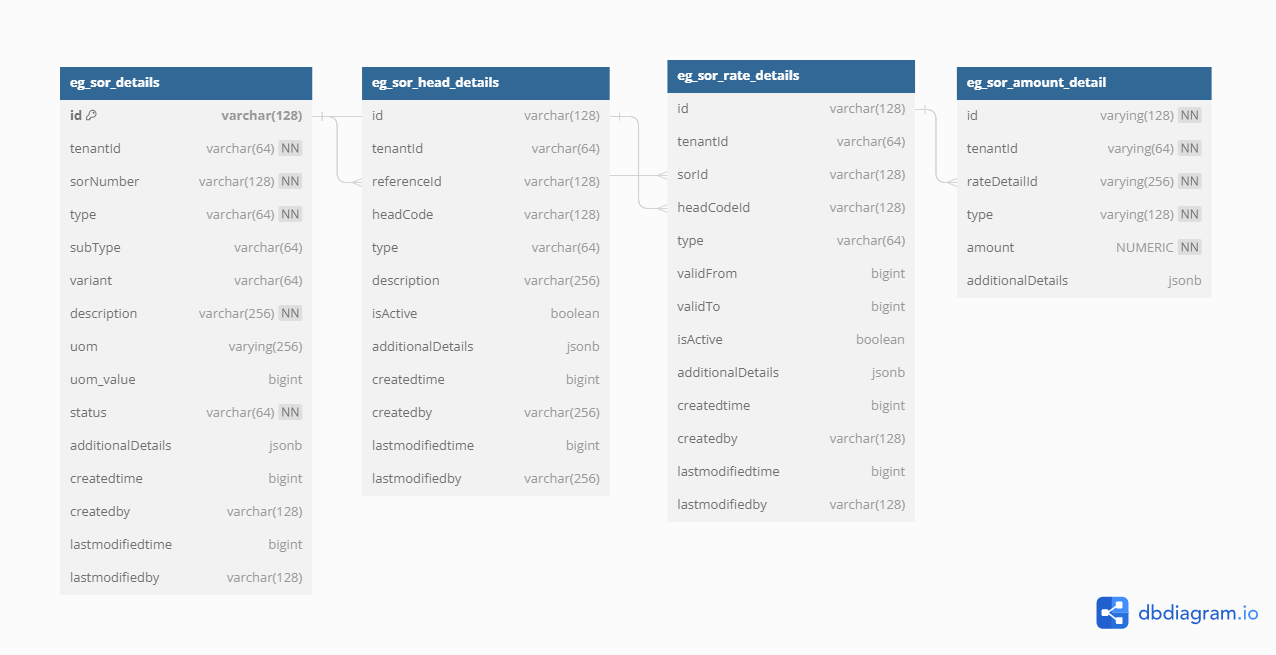 eg_sor_details
id varchar(128)
tenantId varchar(64) NN
sorNumber varchar(128) NN
type varchar(64) NN
subType varchar(64)
variant varchar(64)
description varchar(256) NN
uom varying(256)
uom_value bigint
status varchar(64) NN
additionalDetails jsonb
createdtime bigint
createdby varchar(128)
lastmodifiedtime bigint
lastmodifiedby varchar(128)
eg_sor_head_details
id varchar(128)
tenantId varchar(64)
referenceId varchar(128)
headCode varchar(128)
type varchar(64)
description varchar(256)
isActive boolean
additionalDetails jsonb
createdtime bigint
createdby varchar(256)
lastmodifiedtime bigint
lastmodifiedby varchar(256)
eg_sor_rate_details
id varchar(128)
tenantId varchar(64)
sorId varchar(128)
headCodeId varchar(128)
type varchar(64)
validFrom bigint
validTo bigint
isActive boolean
additionalDetails jsonb
createdtime bigint
createdby varchar(128)
lastmodifiedtime bigint
lastmodifiedby varchar(128)
eg_sor_amount_detail
id varying(128) NN
tenantId varying(64) NN
rateDetailId varying(256) NN
type varying(128) NN
amount NUMERIC NN
additionalDetails jsonb
dbdiagram.io